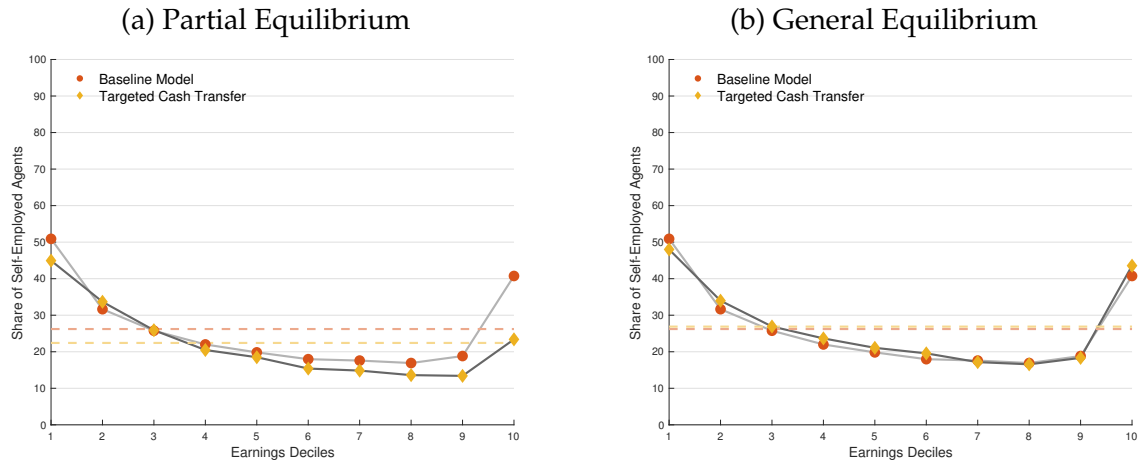 (a) Partial Equilibrium
Baseline Model
Targeted Cash Transfer
Share of Self-Employed Agents
100
90
80
70
60
50
40
30
20
10
0
1 2 3 4 5 6 7 8 9 10
Earnings Deciles
(b) General Equilibrium
Baseline Model
Targeted Cash Transfer
Share of Self-Employed Agents
100
90
80
70
60
50
40
30
20
10
0
1 2 3 4 5 6 7 8 9 10
Earnings Deciles